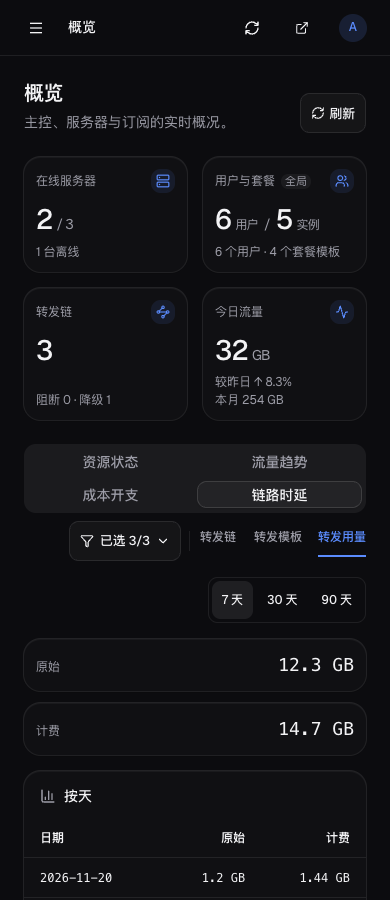 概览
A
概览
主控、服务器与订阅的实时概况。
刷新
在线服务器
2 / 3
1 台离线
用户与套餐 全局
6 用户 / 5 实例
6 个用户 · 4 个套餐模板
转发链
3
阻断 0 · 降级 1
今日流量
32 GB
较昨日 ↑ 8.3%
本月 254 GB
资源状态 流量趋势
成本开支 链路时延
已选 3/3 转发链 转发模板 转发用量
7 天 30 天 90 天
原始 12.3 GB
计费 14.7 GB
按天
日期 原始 计费
2026-11-20 1.2 GB 1.44 GB